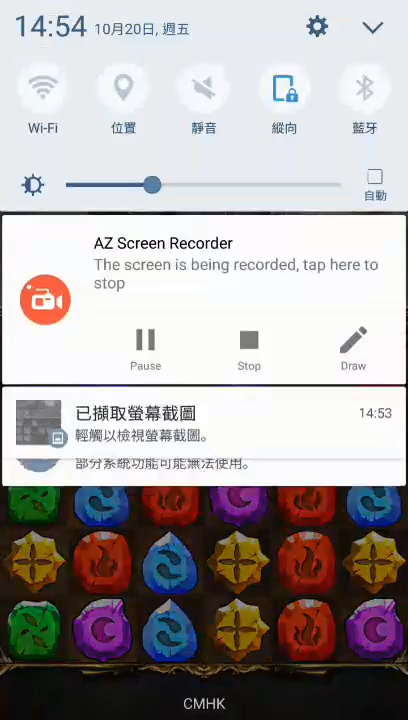 14:54 10月20日, 週五
Wi-Fi 位置 靜音 縱向 藍牙
自動
AZ Screen Recorder
The screen is being recorded, tap here to
stop
Pause Stop Draw
已擷取螢幕截圖 14:53
輕觸以檢視螢幕截圖。
部分系統功能可能無法使用。
CMHK